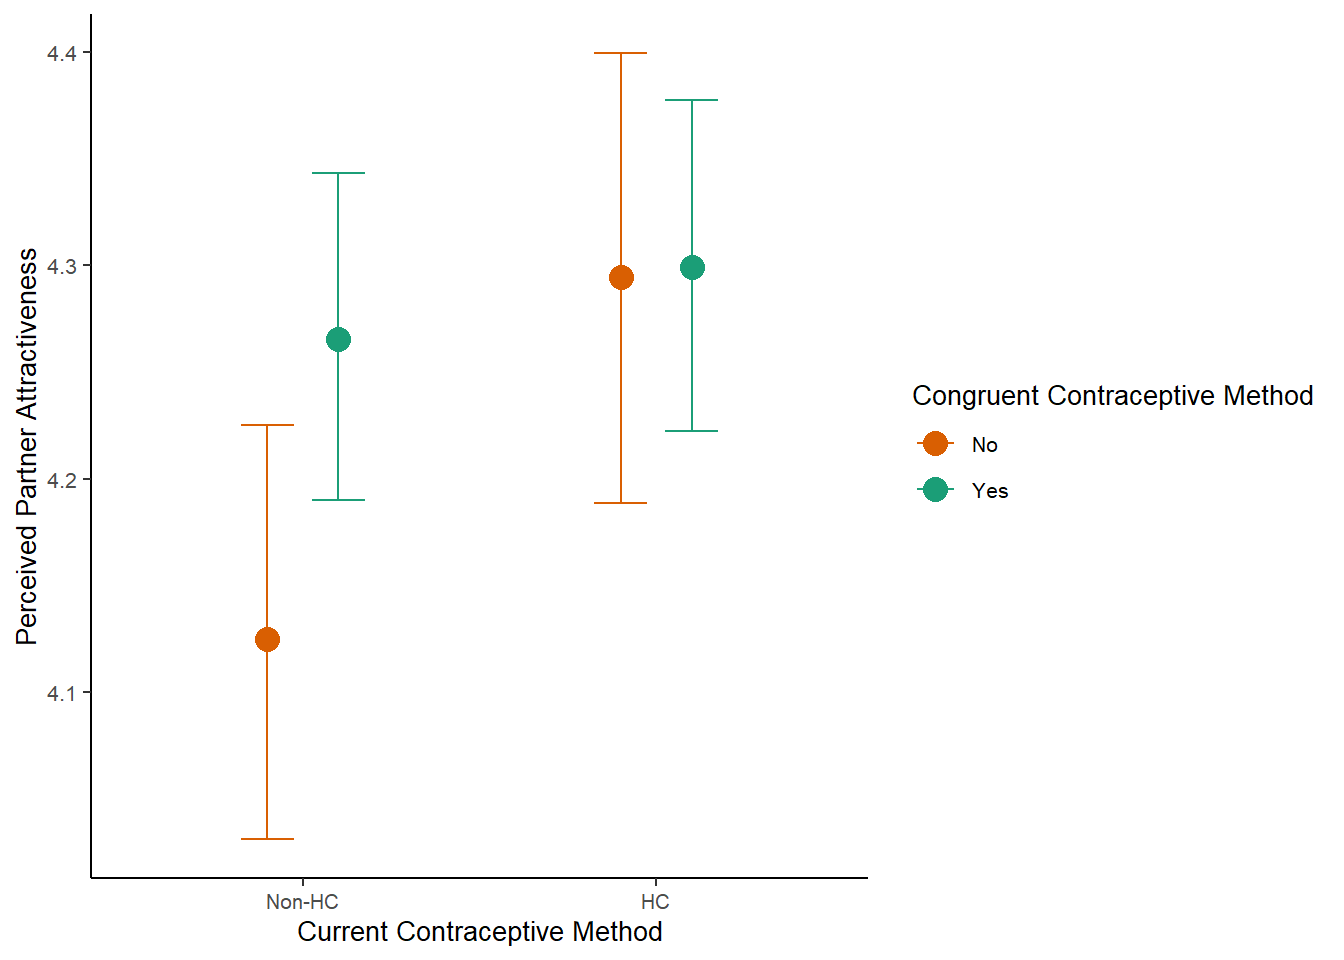 4.4
4.3
4.2
4.1
Perceived Partner Attractiveness
Non-HC
HC
Current Contraceptive Method
Congruent Contraceptive Method
No
Yes